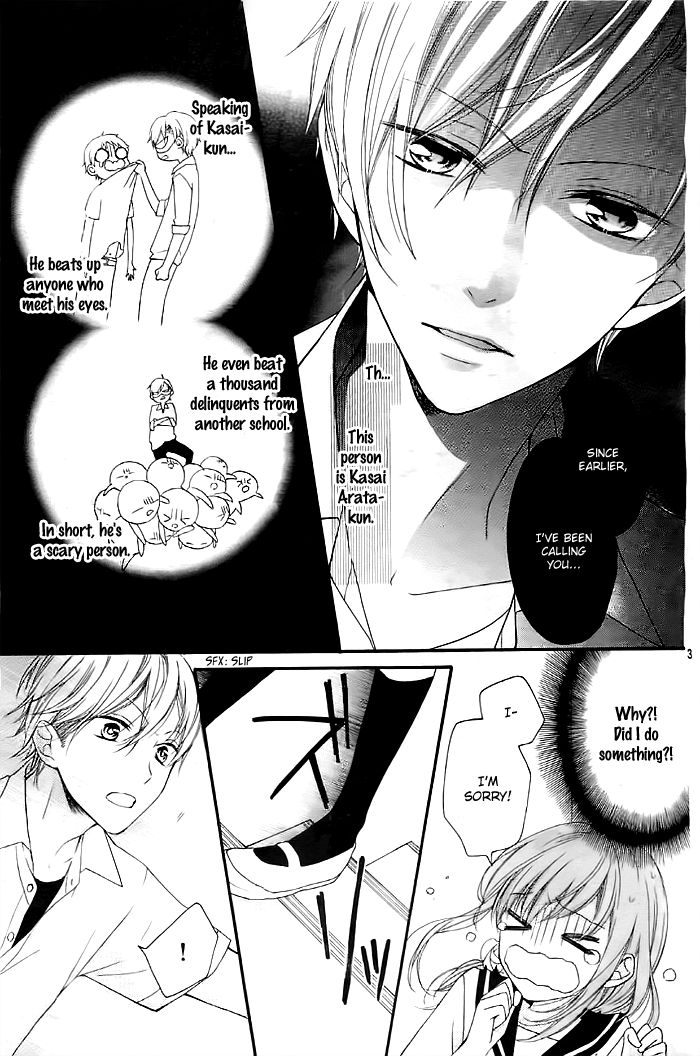 SINCE
EARLIER,
I'VE BEEN
CALLING
YOU...
Th...
This
person
is Kasai
Arata-
kun.
Speaking
of Kasai-
kun...
He beats up
anyone who
meet his eyes.
He even beat
a thousand
delinquents from
another school.
In short, he's
a scary person.
3
Why?!
Did I do
something?!
I-
I'M
SORRY!
SFX: SLIP
!